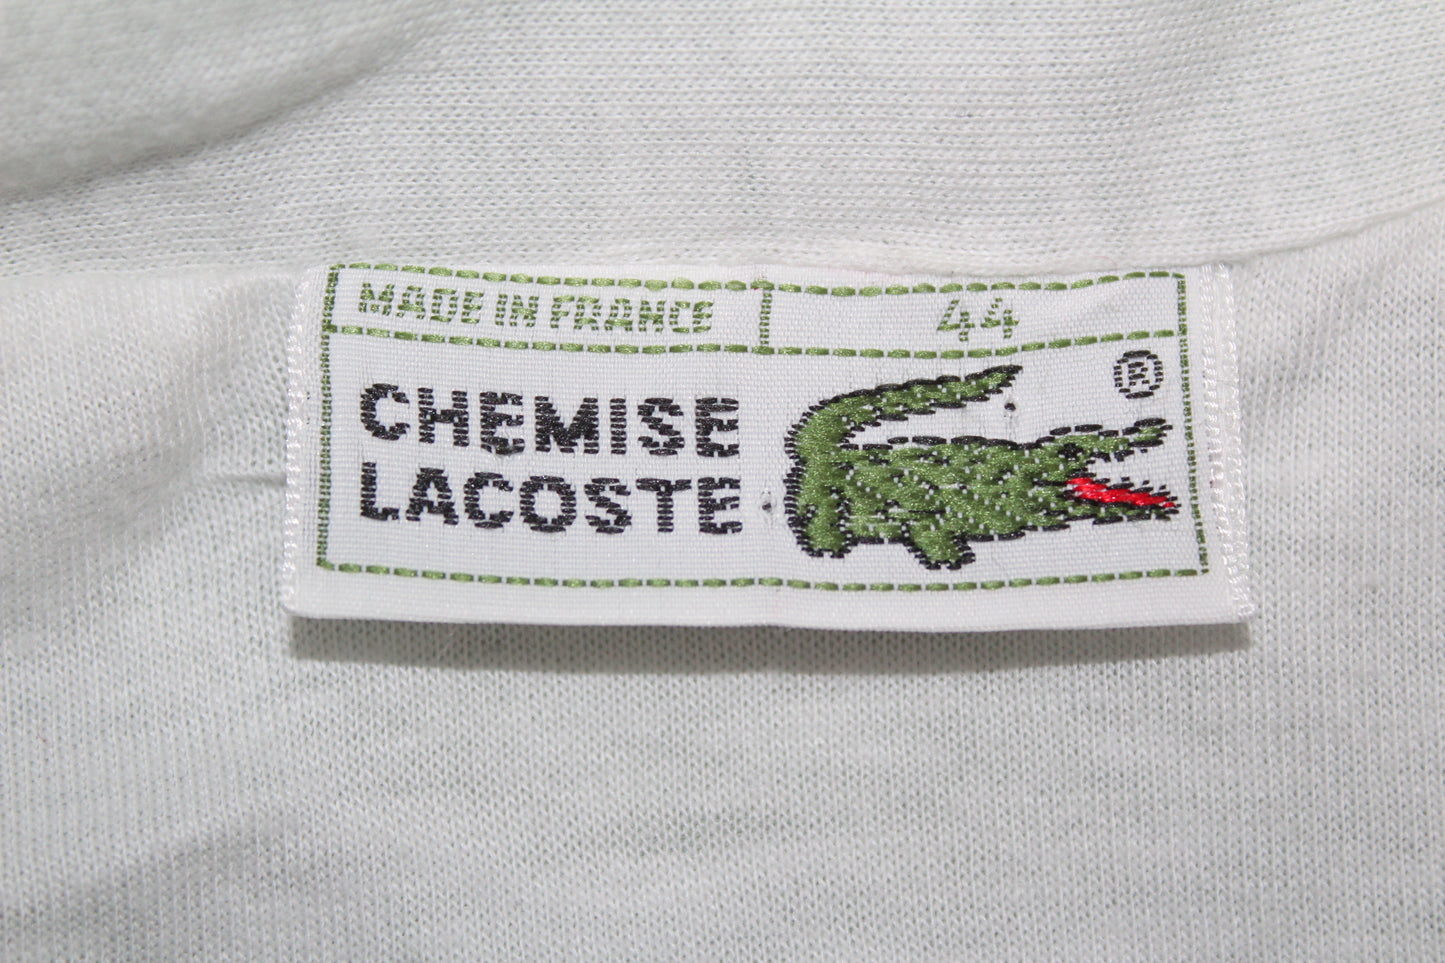 MADE IN FRANCE 44
CHEMISE
LACOSTE
®